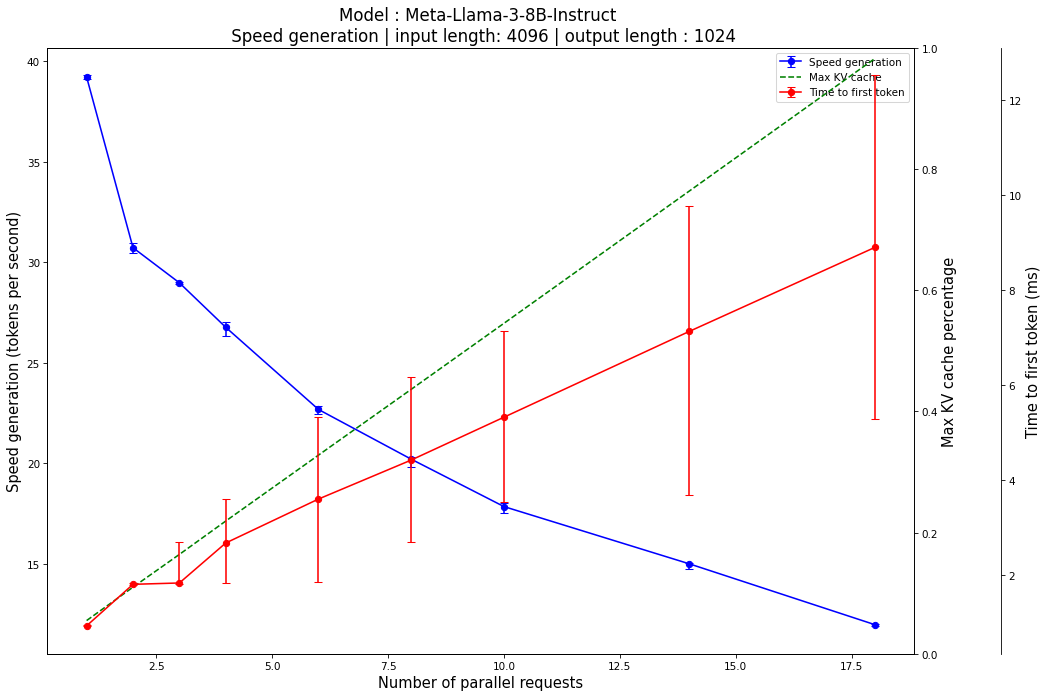 Model : Meta-Llama-3-8B-Instruct
Speed generation | input length: 4096 | output length : 1024
Speed generation
Max KV cache
Time to first token
Speed generation (tokens per second)
40
35
30
25
20
15
2.5
5.0
7.5
10.0
12.5
15.0
17.5
Number of parallel requests
1.0
0.8
0.6
0.4
0.2
0.0
Max KV cache percentage
12
10
8
6
4
2
Time to first token (ms)